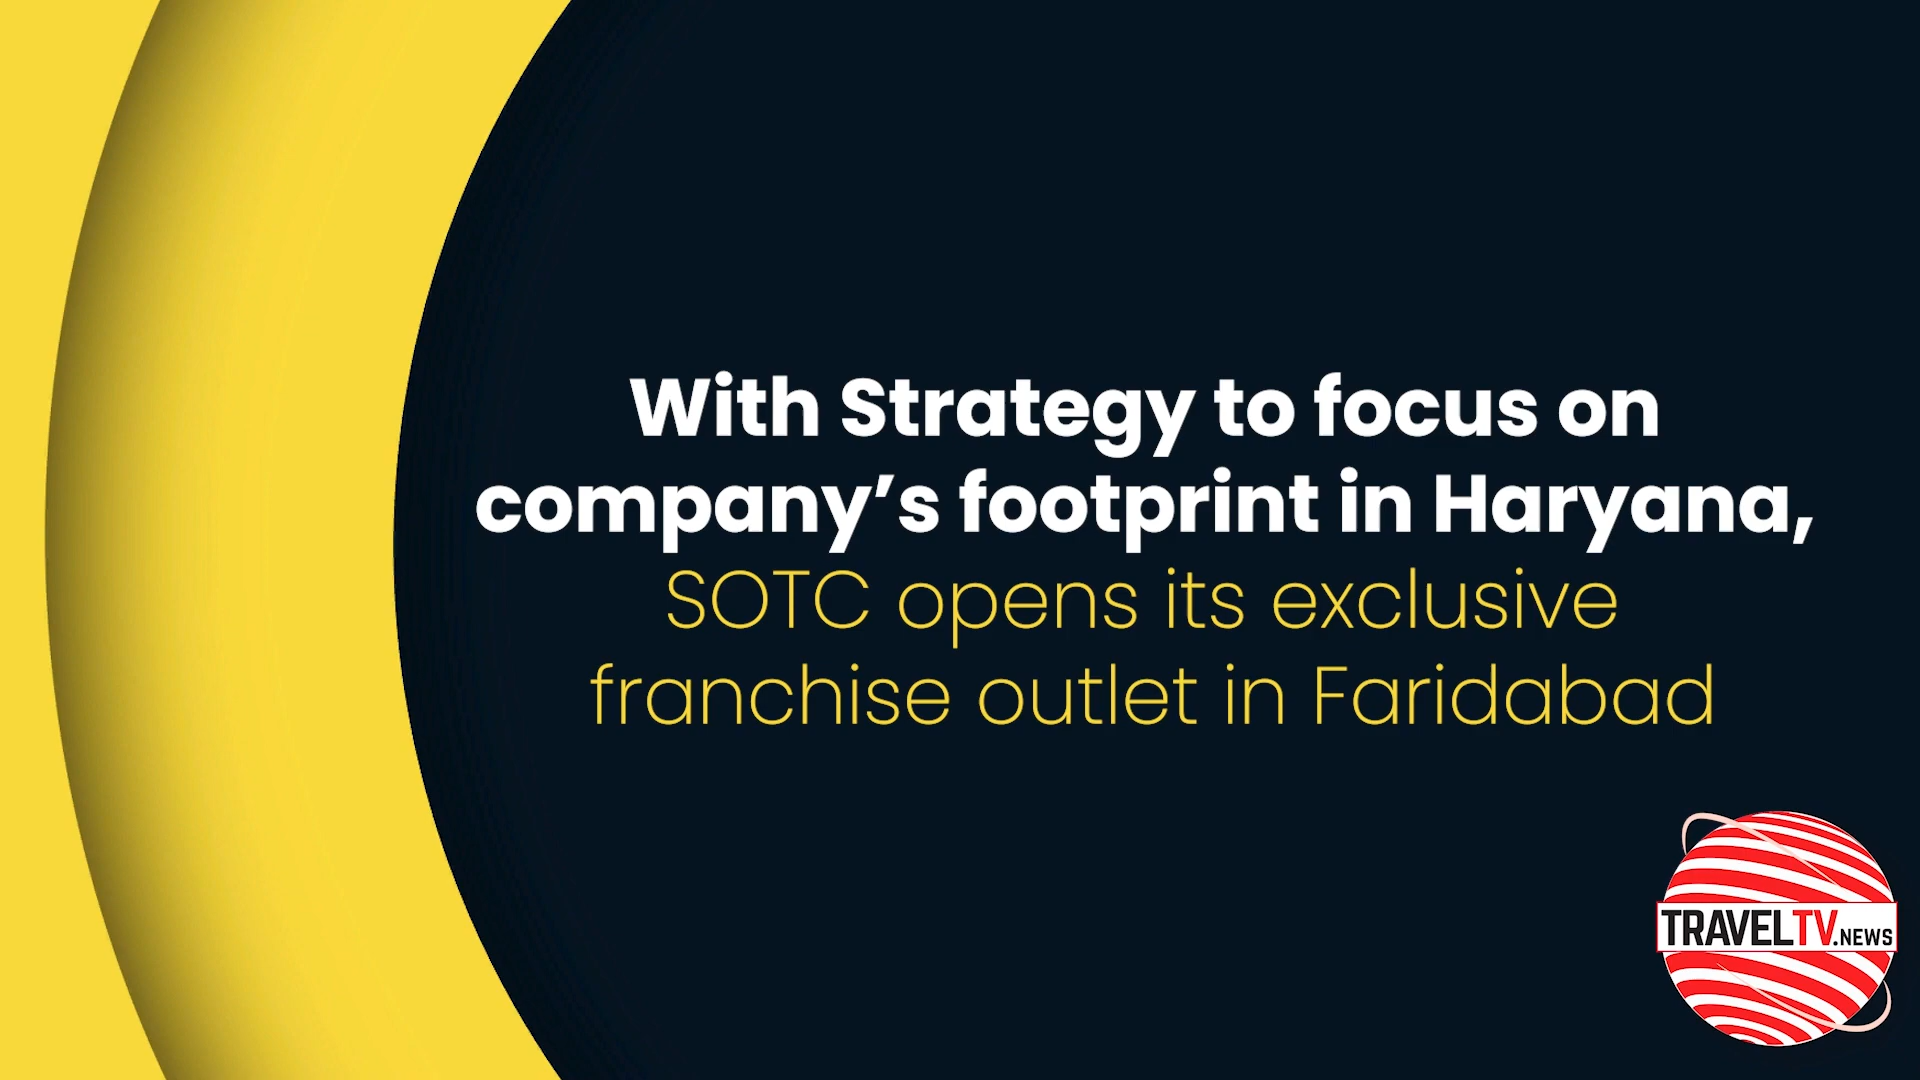 With Strategy to focus on
company’s footprint in Haryana,
SOTC opens its exclusive
franchise outlet in Faridabad
TRAVELTV.NEWS